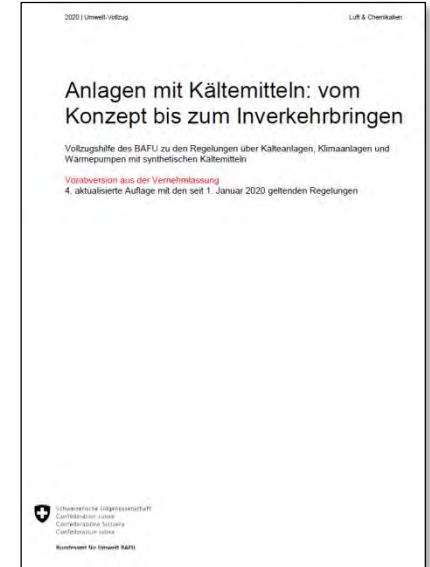 2020 | Umwelt-Vollzug
Luft & Chemikalien
Anlagen mit Kältemitteln: vom
Konzept bis zum Inverkehrbringen
Vollzugshilfe des BAFU zu den Regelungen über Kälteanlagen, Klimaanlagen und
Wärmepumpen mit synthetischen Kältemitteln
Vorabversion aus der Vernehmlassung
4. aktualisierte Auflage mit den seit 1. Januar 2020 geltenden Regelungen
Schweizerische Eidgenossenschaft
Confédération suisse
Confederazione Svizzera
Confederaziun svizra
Bundesamt für Umwelt BAFU